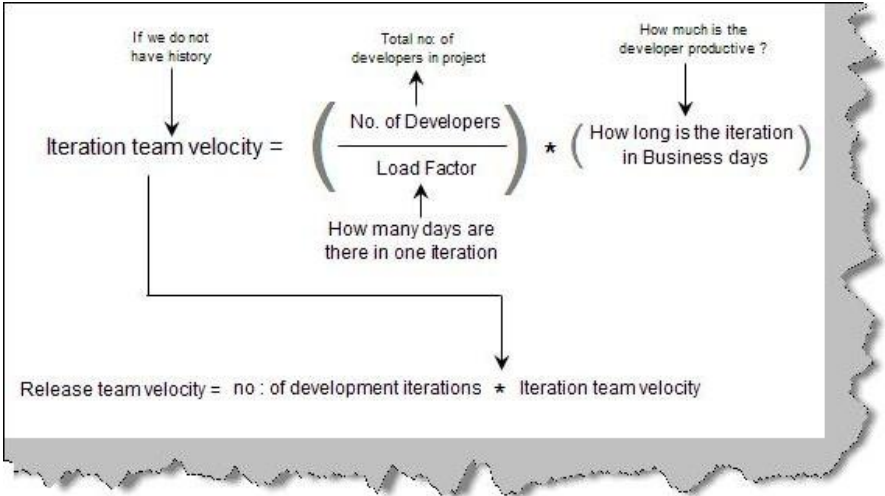 If we do not
have history
Total no: of
developers in project
How much is the
developer productive ?
Iteration team velocity =
( No. of Developers
Load Factor ) * ( How long is the iteration
in Business days )
How many days are
there in one iteration
Release team velocity = no : of development iterations * Iteration team velocity